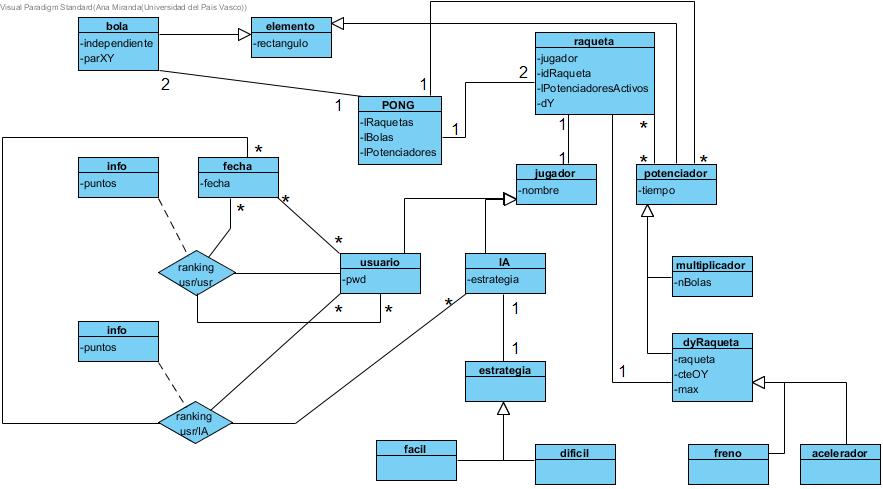 Visual Paradigm Standard(Ana Miranda(Universidad del Pais Vasco))
bola
-independiente
-parXY
elemento
-rectangulo
raqueta
-jugador
-idRaqueta
-lPotenciadoresActivos
-dY
2
1
1
2
1
PONG
-lRaquetas
-lBolas
-lPotenciadores
1
*
1
*
*
*
info
-puntos
fecha
-fecha
jugador
-nombre
potenciador
-tiempo
*
*
*
ranking
usr/usr
usuario
-pwd
IA
-estrategia
multiplicador
-nBolas
*
*
*
1
info
-puntos
1
estrategia
dyRaqueta
-raqueta
-cteOY
-max
1
ranking
usr/IA
facil
dificil
freno
acelerador